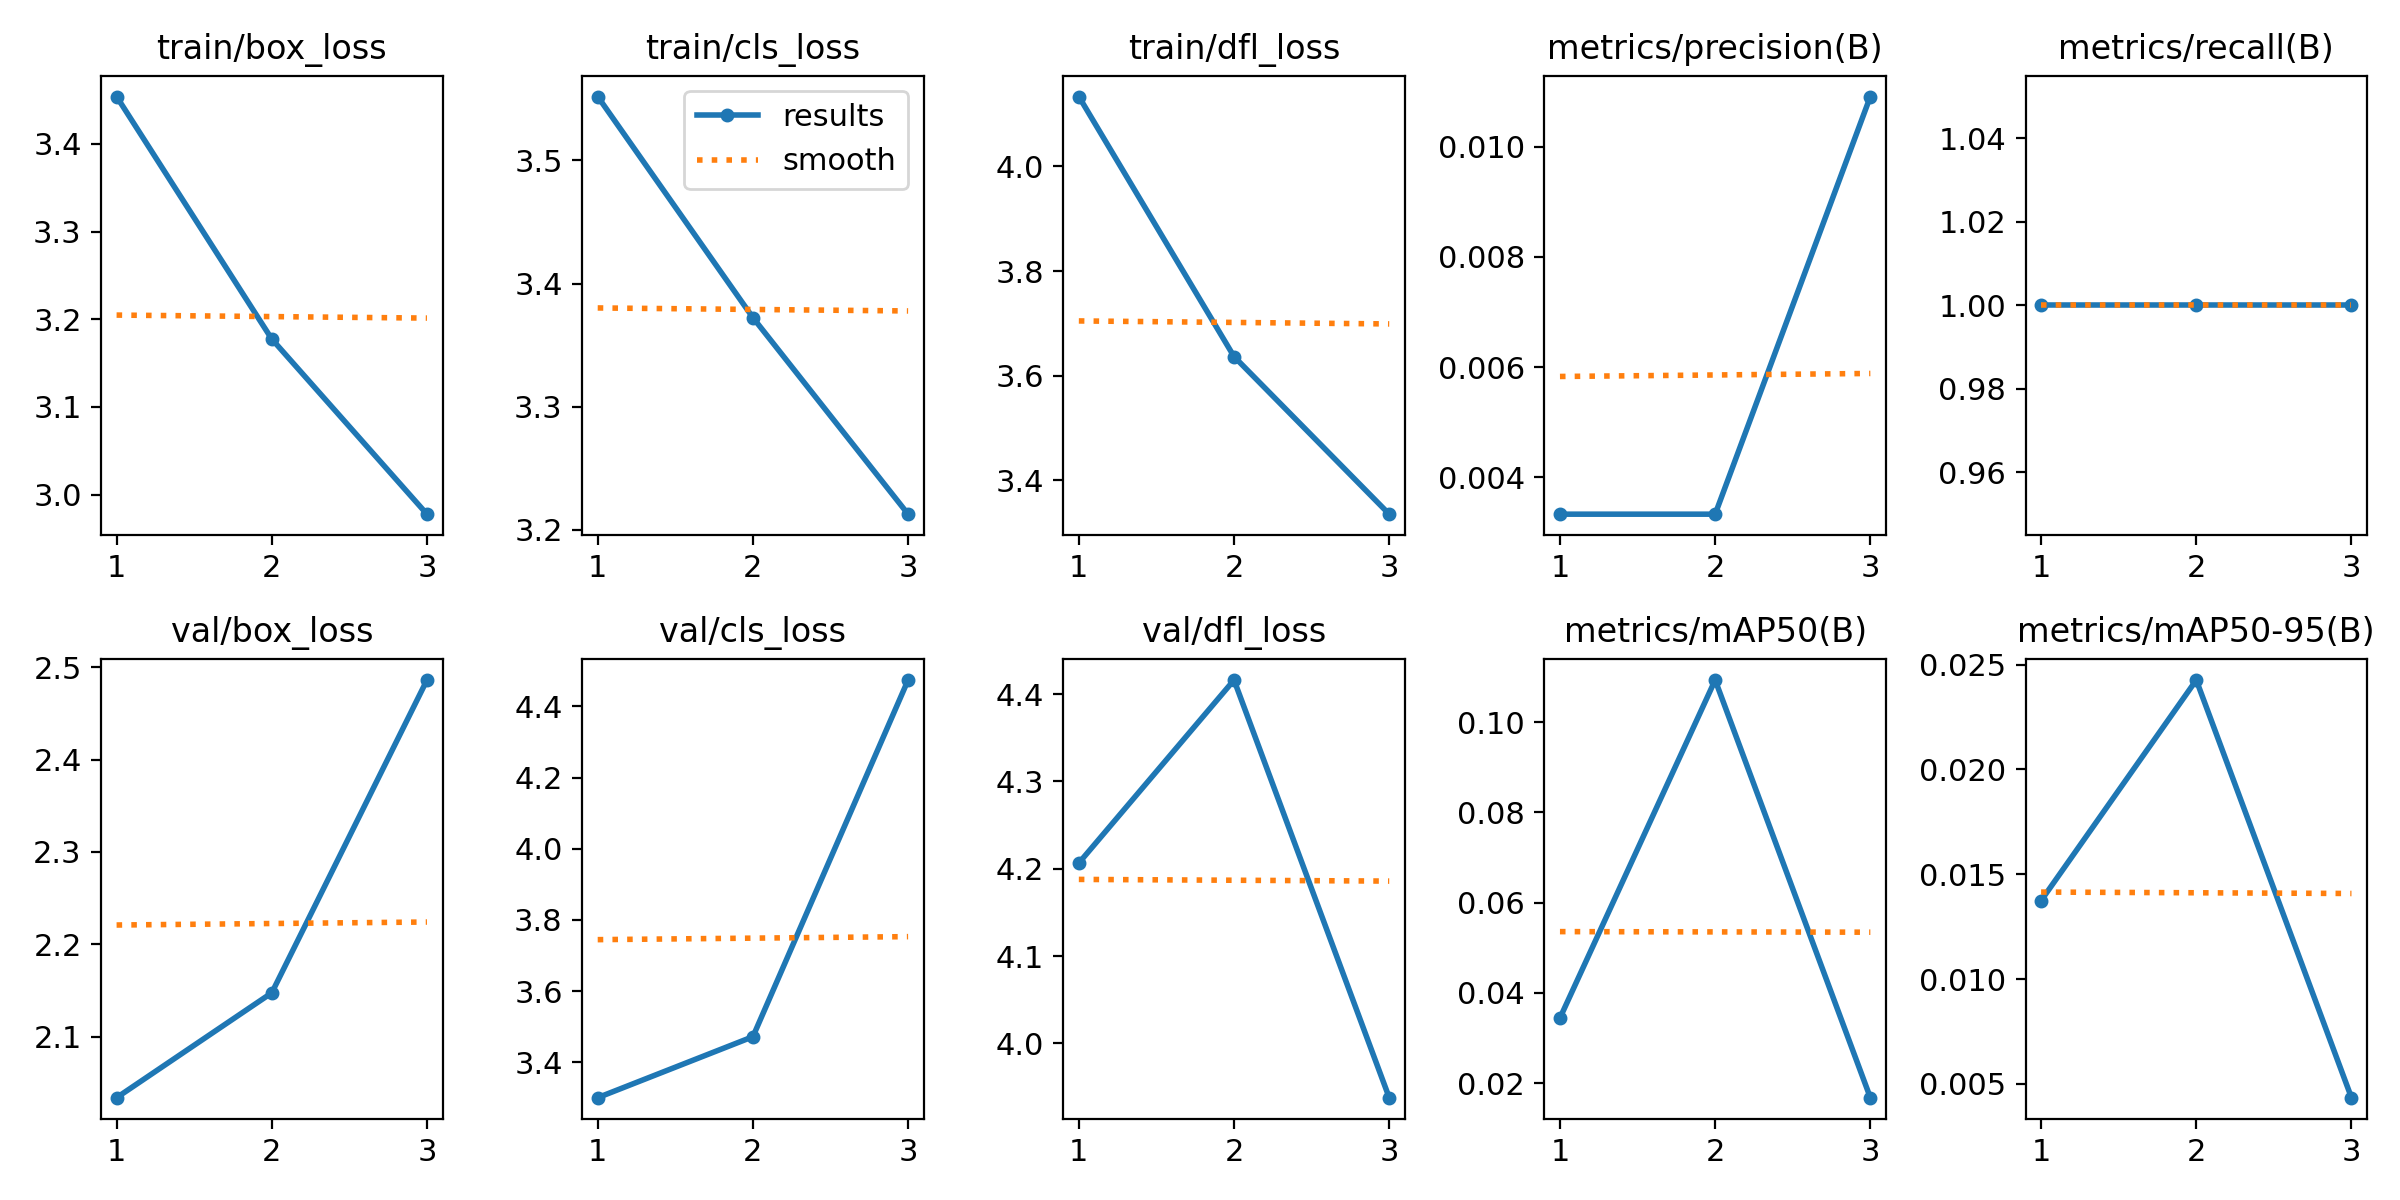 train/box_loss
3.4
3.3
3.2
3.1
3.0
1 2 3
train/cls_loss
results
smooth
3.5
3.4
3.3
3.2
1 2 3
train/dfl_loss
4.0
3.8
3.6
3.4
1 2 3
metrics/precision(B)
0.010
0.008
0.006
0.004
1 2 3
metrics/recall(B)
1.04
1.02
1.00
0.98
0.96
1 2 3
val/box_loss
2.5
2.4
2.3
2.2
2.1
1 2 3
val/cls_loss
4.4
4.2
4.0
3.8
3.6
3.4
1 2 3
val/dfl_loss
4.4
4.3
4.2
4.1
4.0
1 2 3
metrics/mAP50(B)
0.10
0.08
0.06
0.04
0.02
1 2 3
metrics/mAP50-95(B)
0.025
0.020
0.015
0.010
0.005
1 2 3